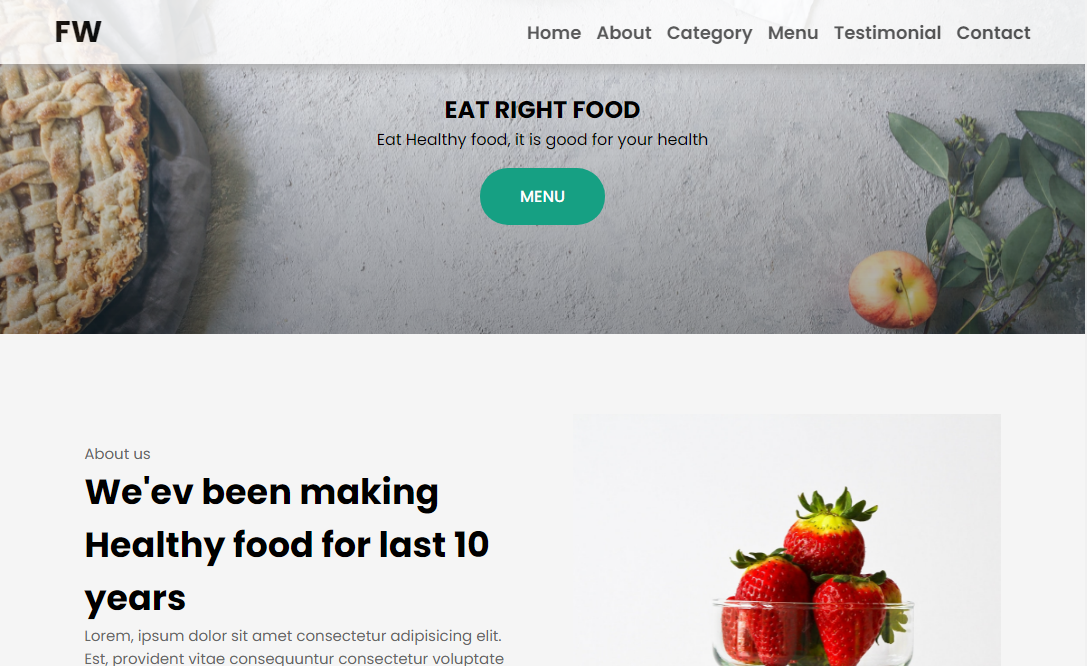 FW
Home About Category Menu Testimonial Contact
EAT RIGHT FOOD
Eat Healthy food, it is good for your health
MENU
About us
We'ev been making
Healthy food for last 10
years
Lorem, ipsum dolor sit amet consectetur adipisicing elit.
Est, provident vitae consequuntur consectetur voluptate